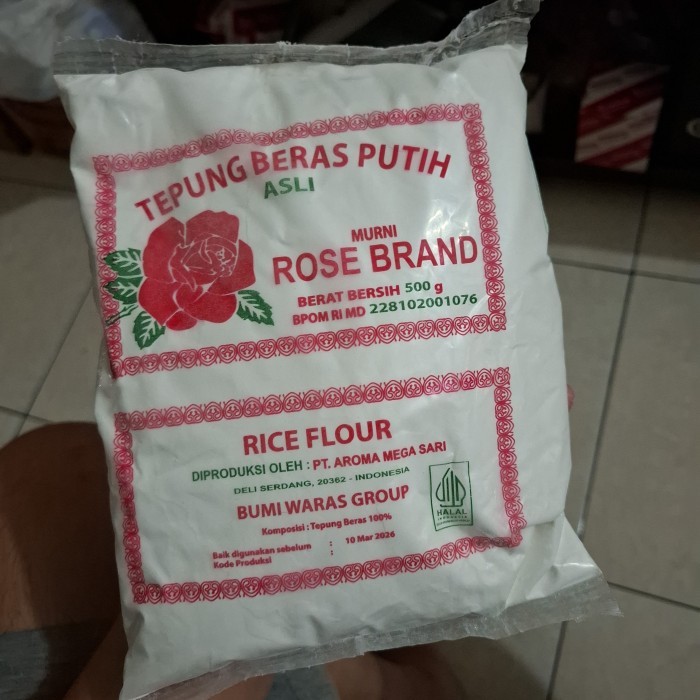 TEPUNG BERAS PUTIH
ASLI
MURNI
ROSE BRAND
BERAT BERSIH 500 g
BPOM RI MD 228102001076
RICE FLOUR
DIPRODUKSI OLEH : PT. AROMA MEGA SARI
DELI SERDANG, 20362 - INDONESIA
BUMI WARAS GROUP
Komposisi : Tepung Beras 100%
HALAL
INDONESIA
Baik digunakan sebelum : 10 Mar 2026
Kode Produksi :